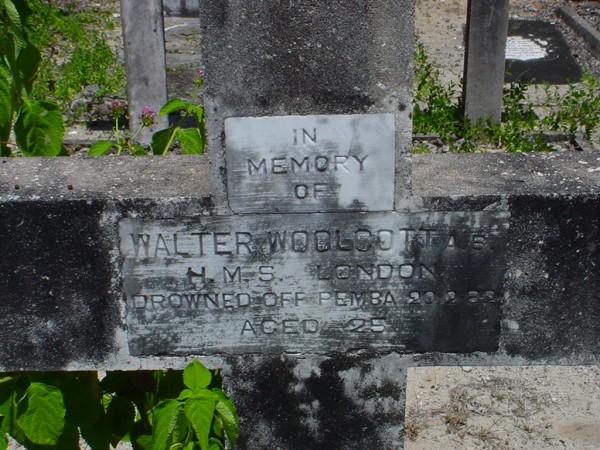 IN
MEMORY
OF
WALTER WOOLCOTT A.B.
H.M.S. LONDON
DROWNED OFF PEMBA
AGED 25